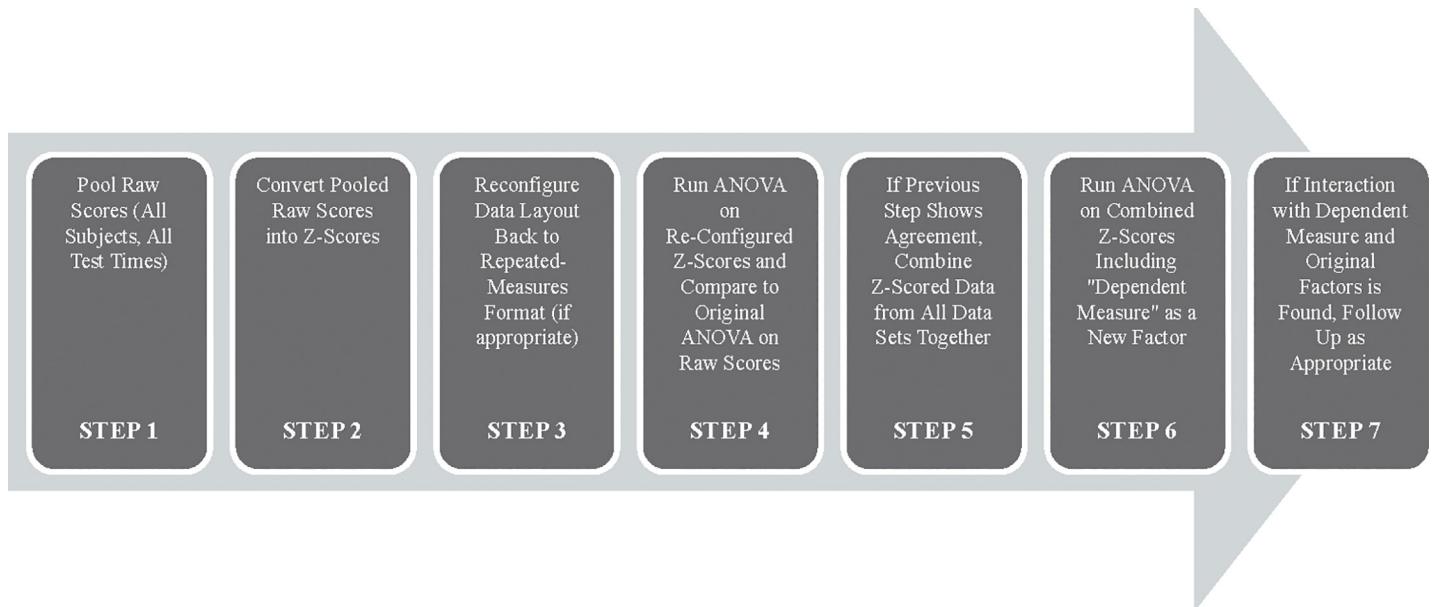 Pool Raw
Scores (All
Subjects, All
Test Times)
STEP 1
Convert Pooled
Raw Scores
into Z-Scores
STEP 2
Reconfigure
Data Layout
Back to
Repeated-
Measures
Format (if
appropriate)
STEP 3
Run ANOVA
on
Re-Configured
Z-Scores and
Compare to
Original
ANOVA on
Raw Scores
STEP 4
If Previous
Step Shows
Agreement,
Combine
Z-Scored Data
from All Data
Sets Together
STEP 5
Run ANOVA
on Combined
Z-Scores
Including
"Dependent
Measure" as a
New Factor
STEP 6
If Interaction
with Dependent
Measure and
Original
Factors is
Found, Follow
Up as
Appropriate
STEP 7